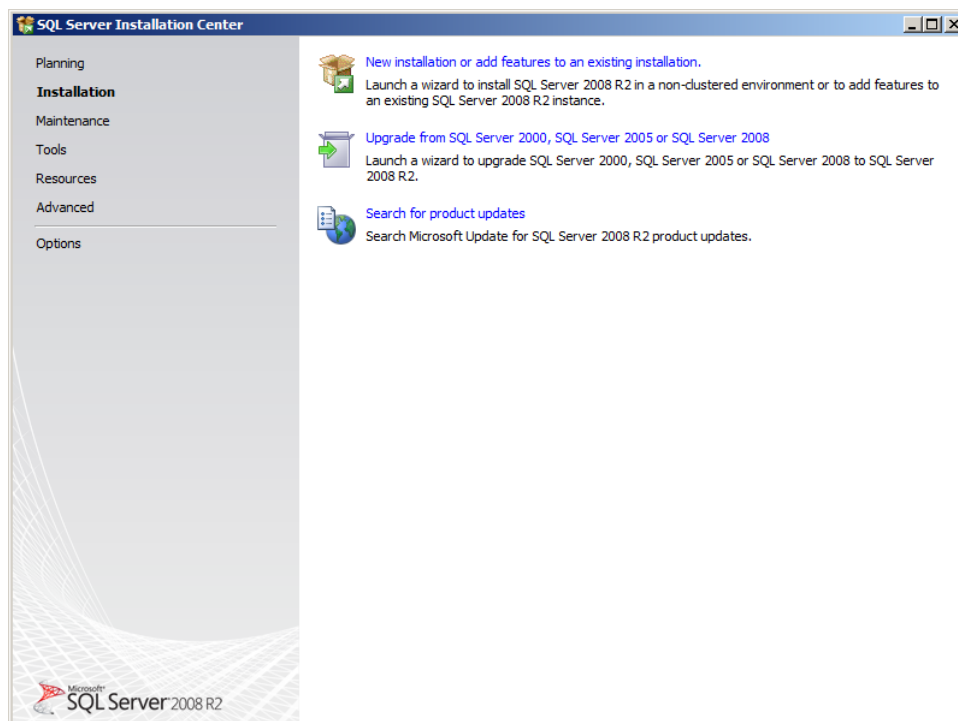 SQL Server Installation Center
Planning
Installation
Maintenance
Tools
Resources
Advanced
Options
New installation or add features to an existing installation.
Launch a wizard to install SQL Server 2008 R2 in a non-clustered environment or to add features to
an existing SQL Server 2008 R2 instance.
Upgrade from SQL Server 2000, SQL Server 2005 or SQL Server 2008
Launch a wizard to upgrade SQL Server 2000, SQL Server 2005 or SQL Server 2008 to SQL Server
2008 R2.
Search for product updates
Search Microsoft Update for SQL Server 2008 R2 product updates.
Microsoft®
SQL Server 2008 R2